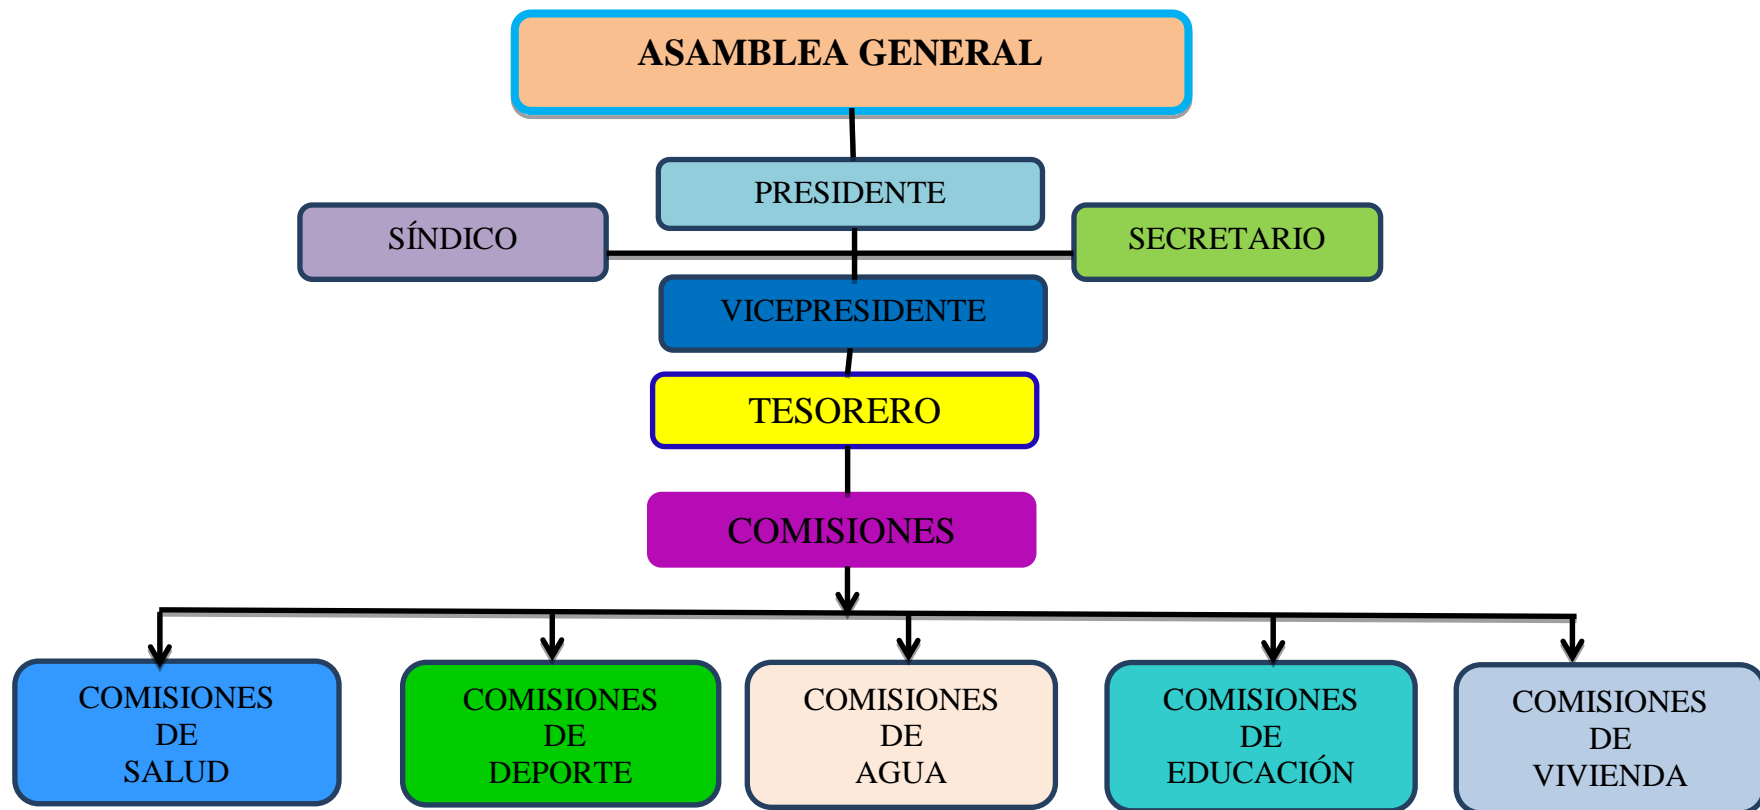 ASAMBLEA GENERAL
PRESIDENTE
SÍNDICO
SECRETARIO
VICEPRESIDENTE
TESORERO
COMISIONES
COMISIONES
DE
SALUD
COMISIONES
DE
DEPORTE
COMISIONES
DE
AGUA
COMISIONES
DE
EDUCACIÓN
COMISIONES
DE
VIVIENDA